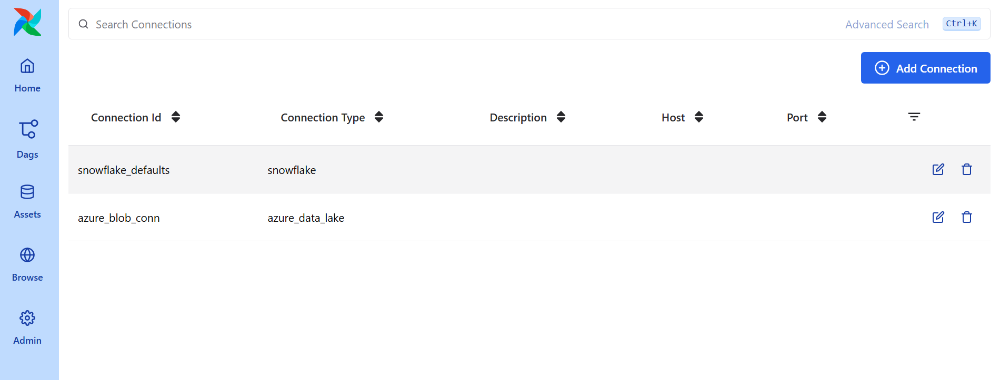 Search Connections Advanced Search Ctrl+K
Add Connection
Home
Connection Id Connection Type Description Host Port
Dags
snowflake_defaults snowflake
Assets
azure_blob_conn azure_data_lake
Browse
Admin